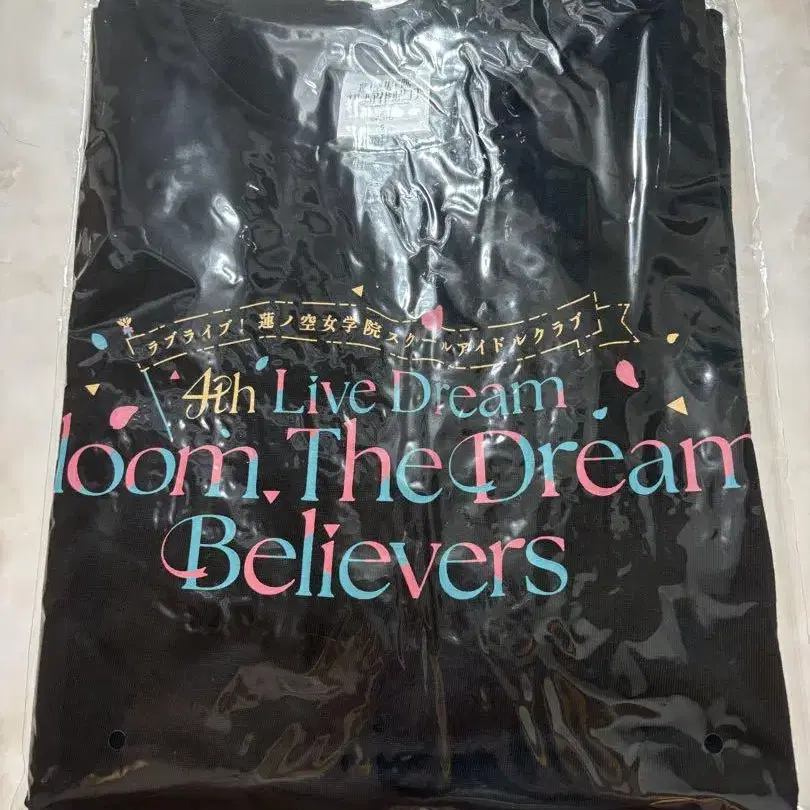 ラブライブ! 蓮ノ空女学院スクールアイドルクラブ
4th Live Dream
loom, The Dream
Believers